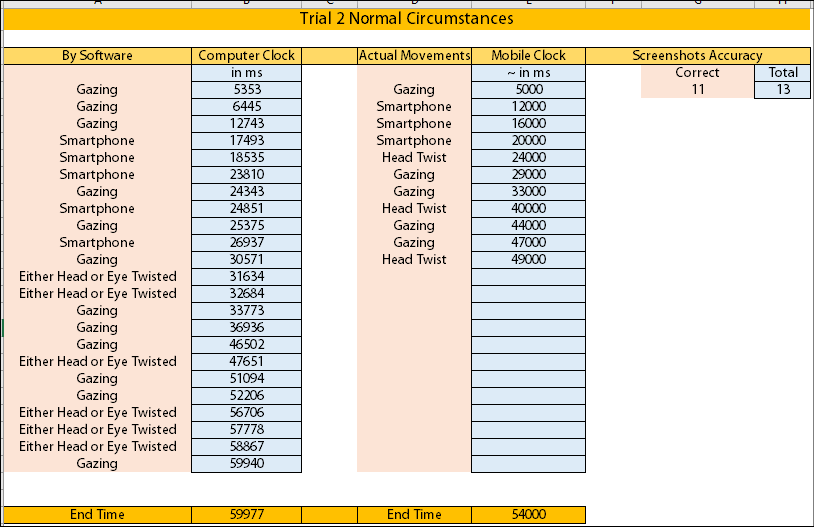 Trial 2 Normal Circumstances
By Software Computer Clock Actual Movements Mobile Clock Screenshots Accuracy
in ms ~ in ms Correct Total
Gazing 5353 Gazing 5000 11 13
Gazing 6445 Smartphone 12000
Gazing 12743 Smartphone 16000
Smartphone 17493 Smartphone 20000
Smartphone 18535 Head Twist 24000
Smartphone 23810 Gazing 29000
Gazing 24343 Gazing 33000
Smartphone 24851 Head Twist 40000
Gazing 25375 Gazing 44000
Smartphone 26937 Gazing 47000
Gazing 30571 Head Twist 49000
Either Head or Eye Twisted 31634
Either Head or Eye Twisted 32684
Gazing 33773
Gazing 36936
Gazing 46502
Either Head or Eye Twisted 47651
Gazing 51094
Gazing 52206
Either Head or Eye Twisted 56706
Either Head or Eye Twisted 57778
Either Head or Eye Twisted 58867
Gazing 59940
End Time 59977 End Time 54000